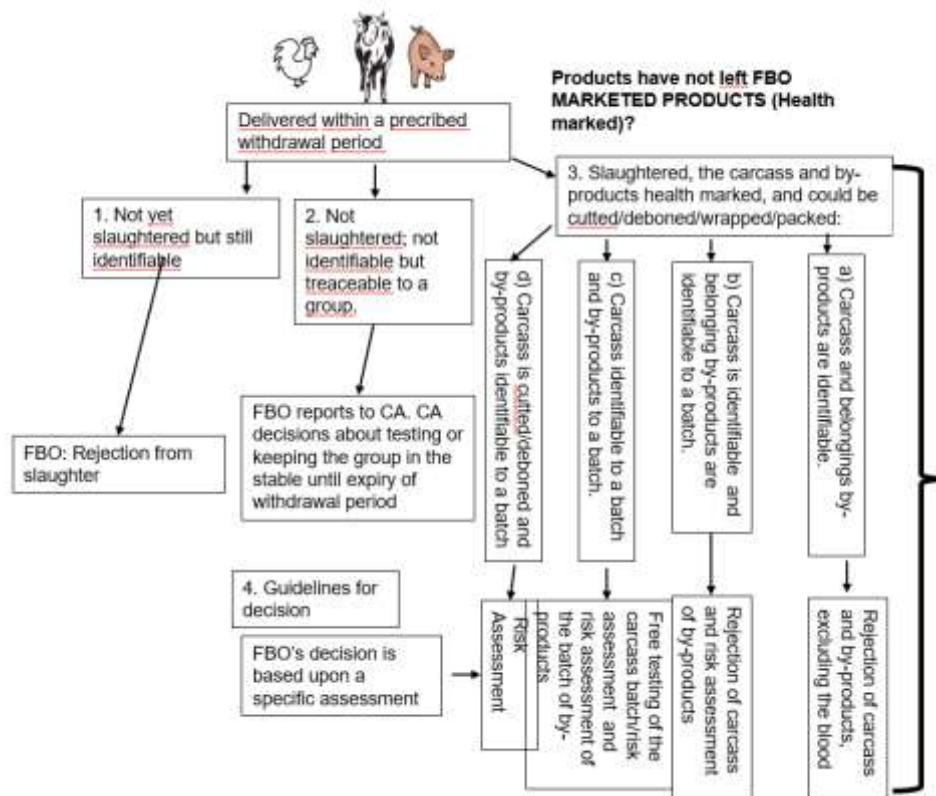 Products have not left FBO
MARKETED PRODUCTS (Health
marked)?
Delivered within a precribed
withdrawal period
3. Slaughtered, the carcass and by-
products health marked, and could be
cutted/deboned/wrapped/packed:
1. Not yet
slaughtered but still
identifiable
2. Not
slaughtered; not
identifiable but
treaceable to a
group.
d) Carcass is cutted/deboned and
by-products identifiable to a batch
c) Carcass identifiable to a batch
and by-products to a batch.
b) Carcass is identifiable and
belonging by-products are
identifiable to a batch.
a) Carcass and belongings by-
products are identifiable.
FBO: Rejection from
slaughter
FBO reports to CA. CA
decisions about testing or
keeping the group in the
stable until expiry of
withdrawal period
4. Guidelines for
decision
FBO's decision is
based upon a
specific assessment
Risk
Assessment
Free testing of the
carcass batch/risk
assessment and
risk assessment of
the batch of by-
products
Rejection of carcass
and risk assessment
of by-products
Rejection of carcass
and by-products,
excluding the blood